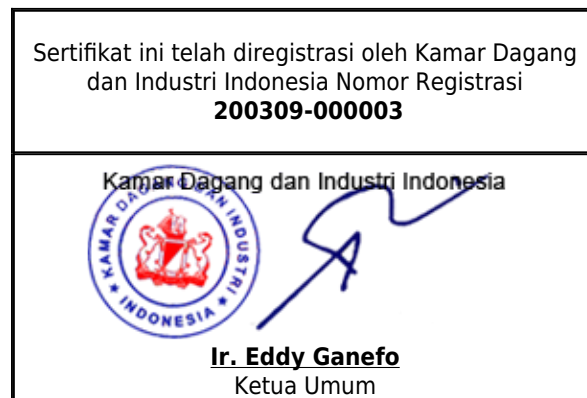 Sertifikat ini telah diregistrasi oleh Kamar Dagang
dan Industri Indonesia Nomor Registrasi
200309-000003
Kamar Dagang dan Industri Indonesia
KAMAR DAGANG DAN INDUSTRI
INDONESIA
Ir. Eddy Ganefo
Ketua Umum